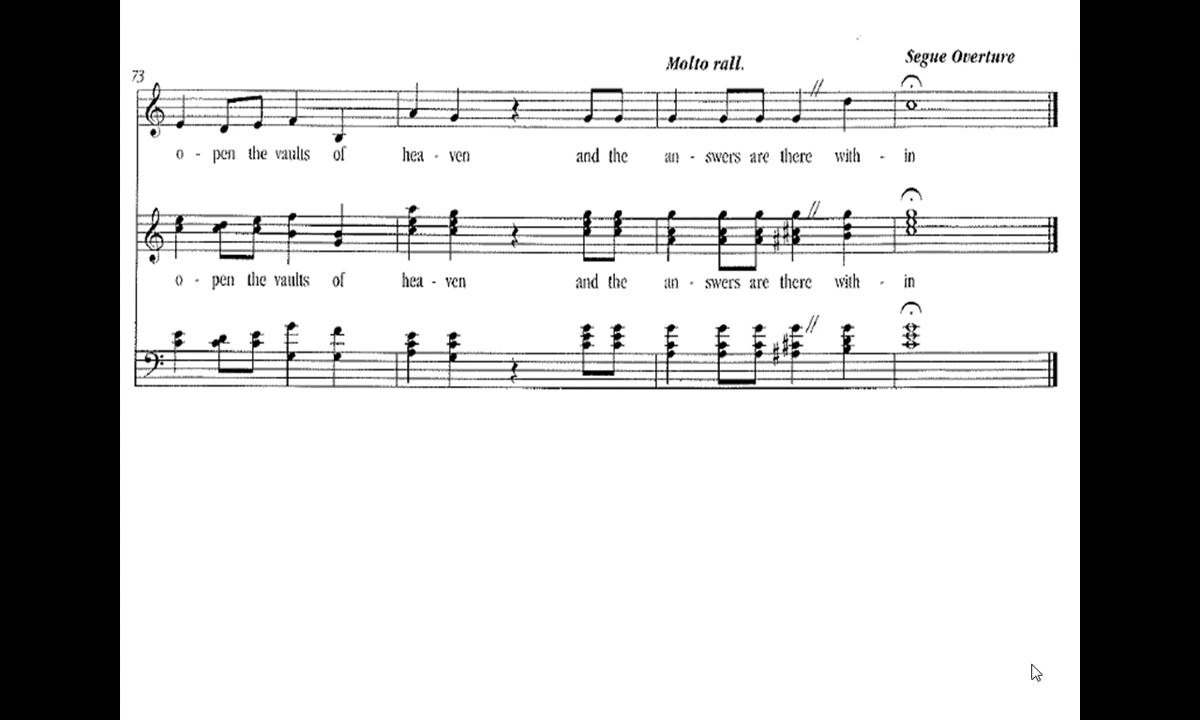 Molto rall.
Segue Overture
73
o - pen the vaults of hea - ven and the an - swers are there with - in
o - pen the vaults of hea - ven and the an - swers are there with - in